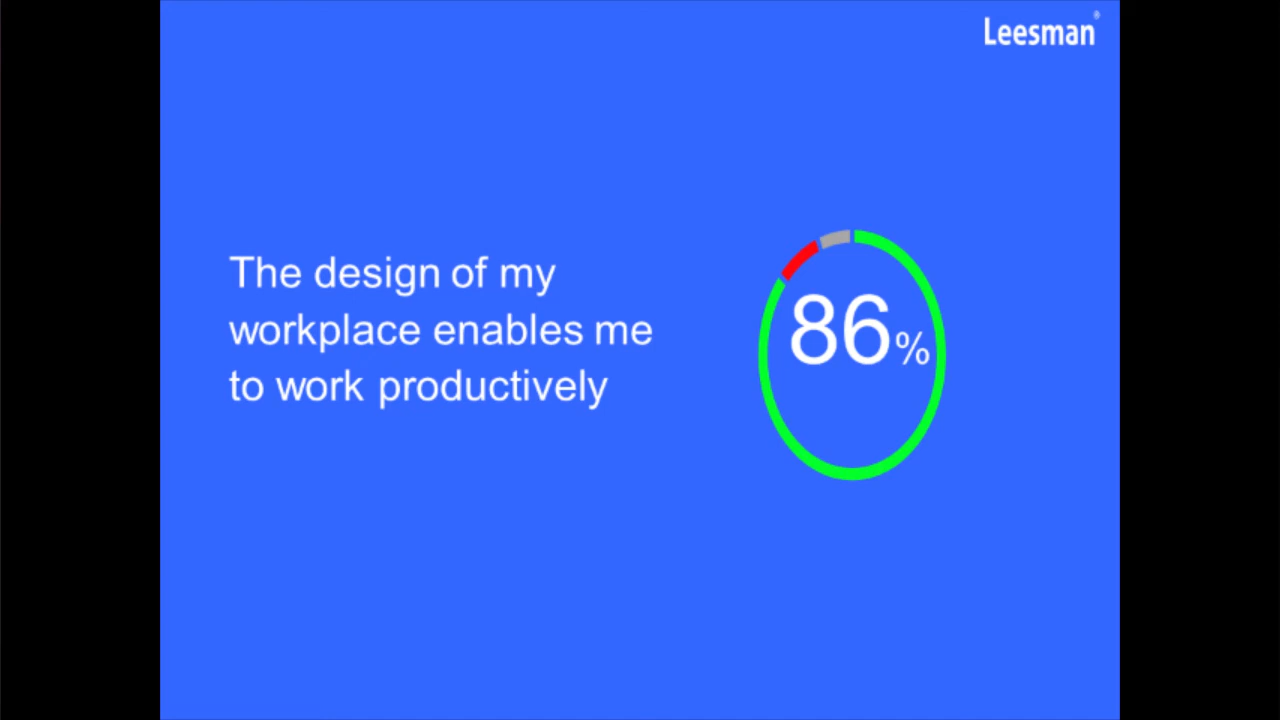 Leesman®
The design of my
workplace enables me
to work productively
86%